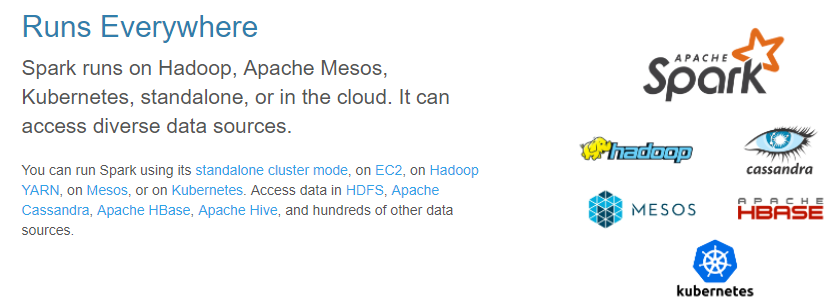 Runs Everywhere
Spark runs on Hadoop, Apache Mesos,
Kubernetes, standalone, or in the cloud. It can
access diverse data sources.
You can run Spark using its standalone cluster mode, on EC2, on Hadoop
YARN, on Mesos, or on Kubernetes. Access data in HDFS, Apache
Cassandra, Apache HBase, Apache Hive, and hundreds of other data
sources.
APACHE
Spark
hadoop
cassandra
MESOS
APACHE
HBASE
kubernetes